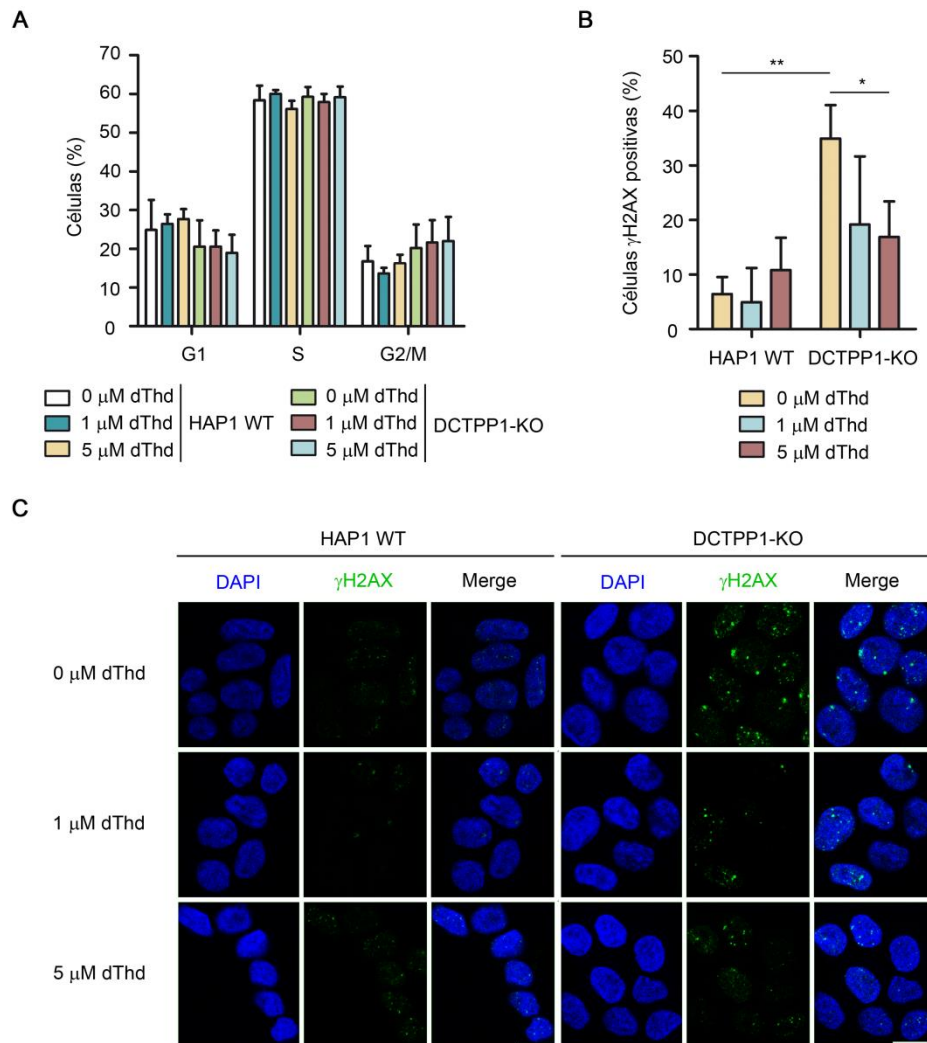 A
Células (%)
70
60
50
40
30
20
10
0
G1
S
G2/M
0 μM dThd
1 μM dThd
5 μM dThd
HAP1 WT
0 μM dThd
1 μM dThd
5 μM dThd
DCTPP1-KO
B
Células γH2AX positivas (%)
50
40
30
20
10
0
**
*
HAP1 WT
DCTPP1-KO
0 μM dThd
1 μM dThd
5 μM dThd
C
HAP1 WT
DCTPP1-KO
DAPI
γH2AX
Merge
DAPI
γH2AX
Merge
0 μM dThd
1 μM dThd
5 μM dThd